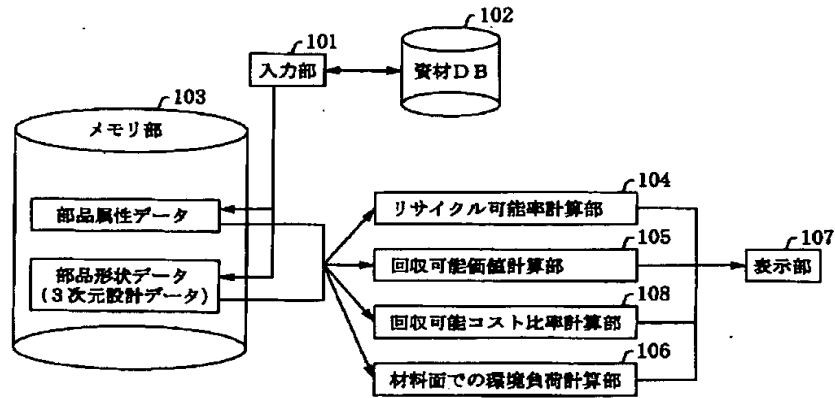 102
101
入力部
資材DB
103
メモリ部
104
部品属性データ
リサイクル可能率計算部
105
107
回収可能価値計算部
表示部
部品形状データ
(3次元設計データ)
108
回収可能コスト比率計算部
106
材料面での環境負荷計算部